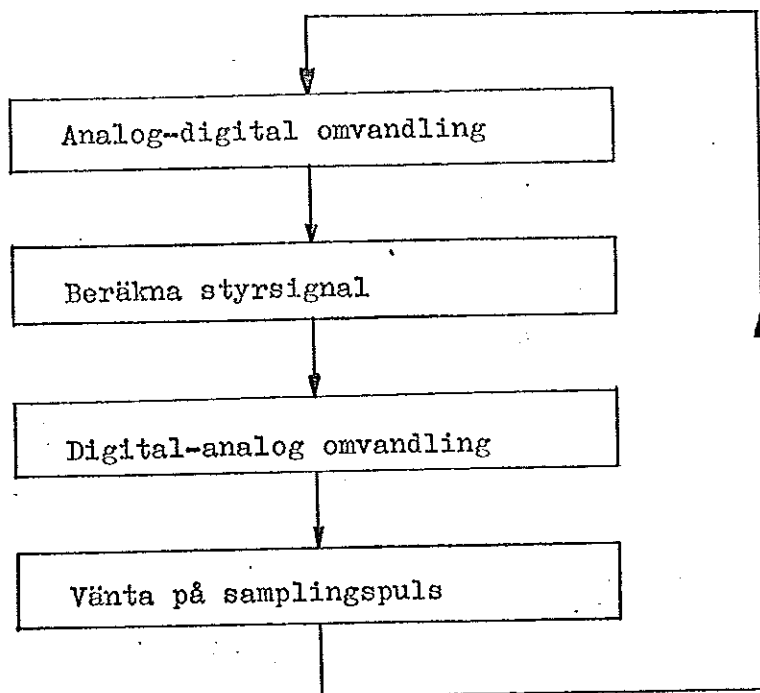 Analog-digital omvandling
Beräkna styrsignal
Digital-analog omvandling
Vänta på samplingspuls